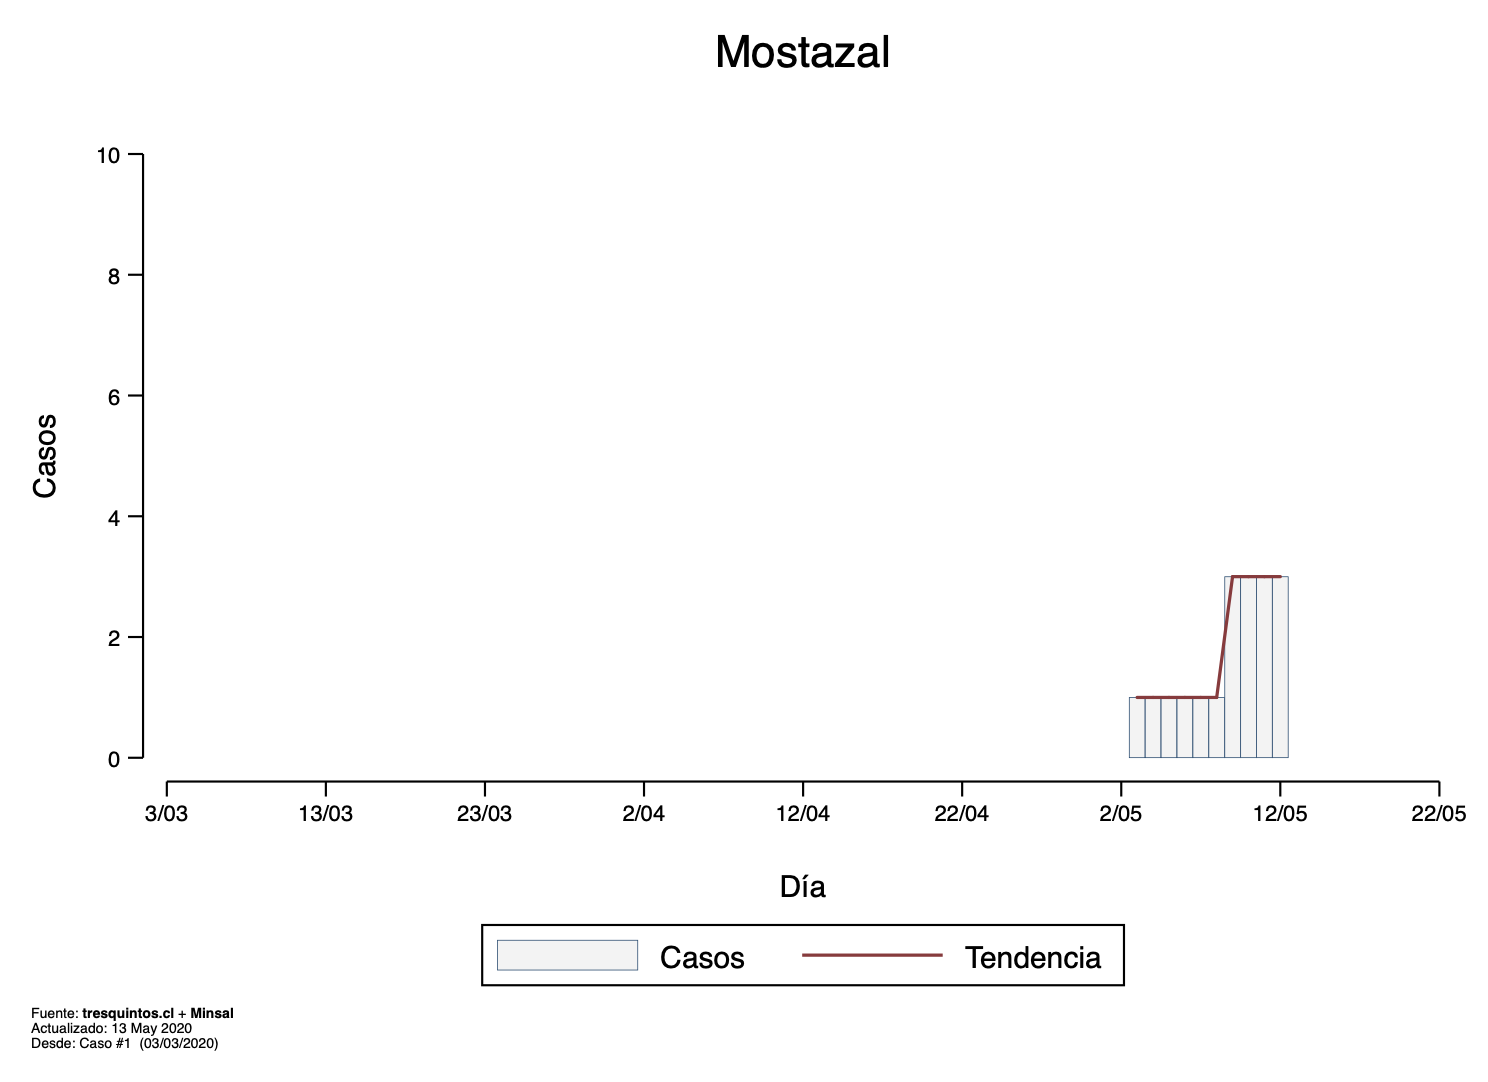 Mostazal
10
8
6
4
2
0
Casos
3/03
13/03
23/03
2/04
12/04
22/04
2/05
12/05
22/05
Día
Casos
Tendencia
Fuente: tresquintos.cl + Minsal
Actualizado: 13 May 2020
Desde: Caso #1 (03/03/2020)